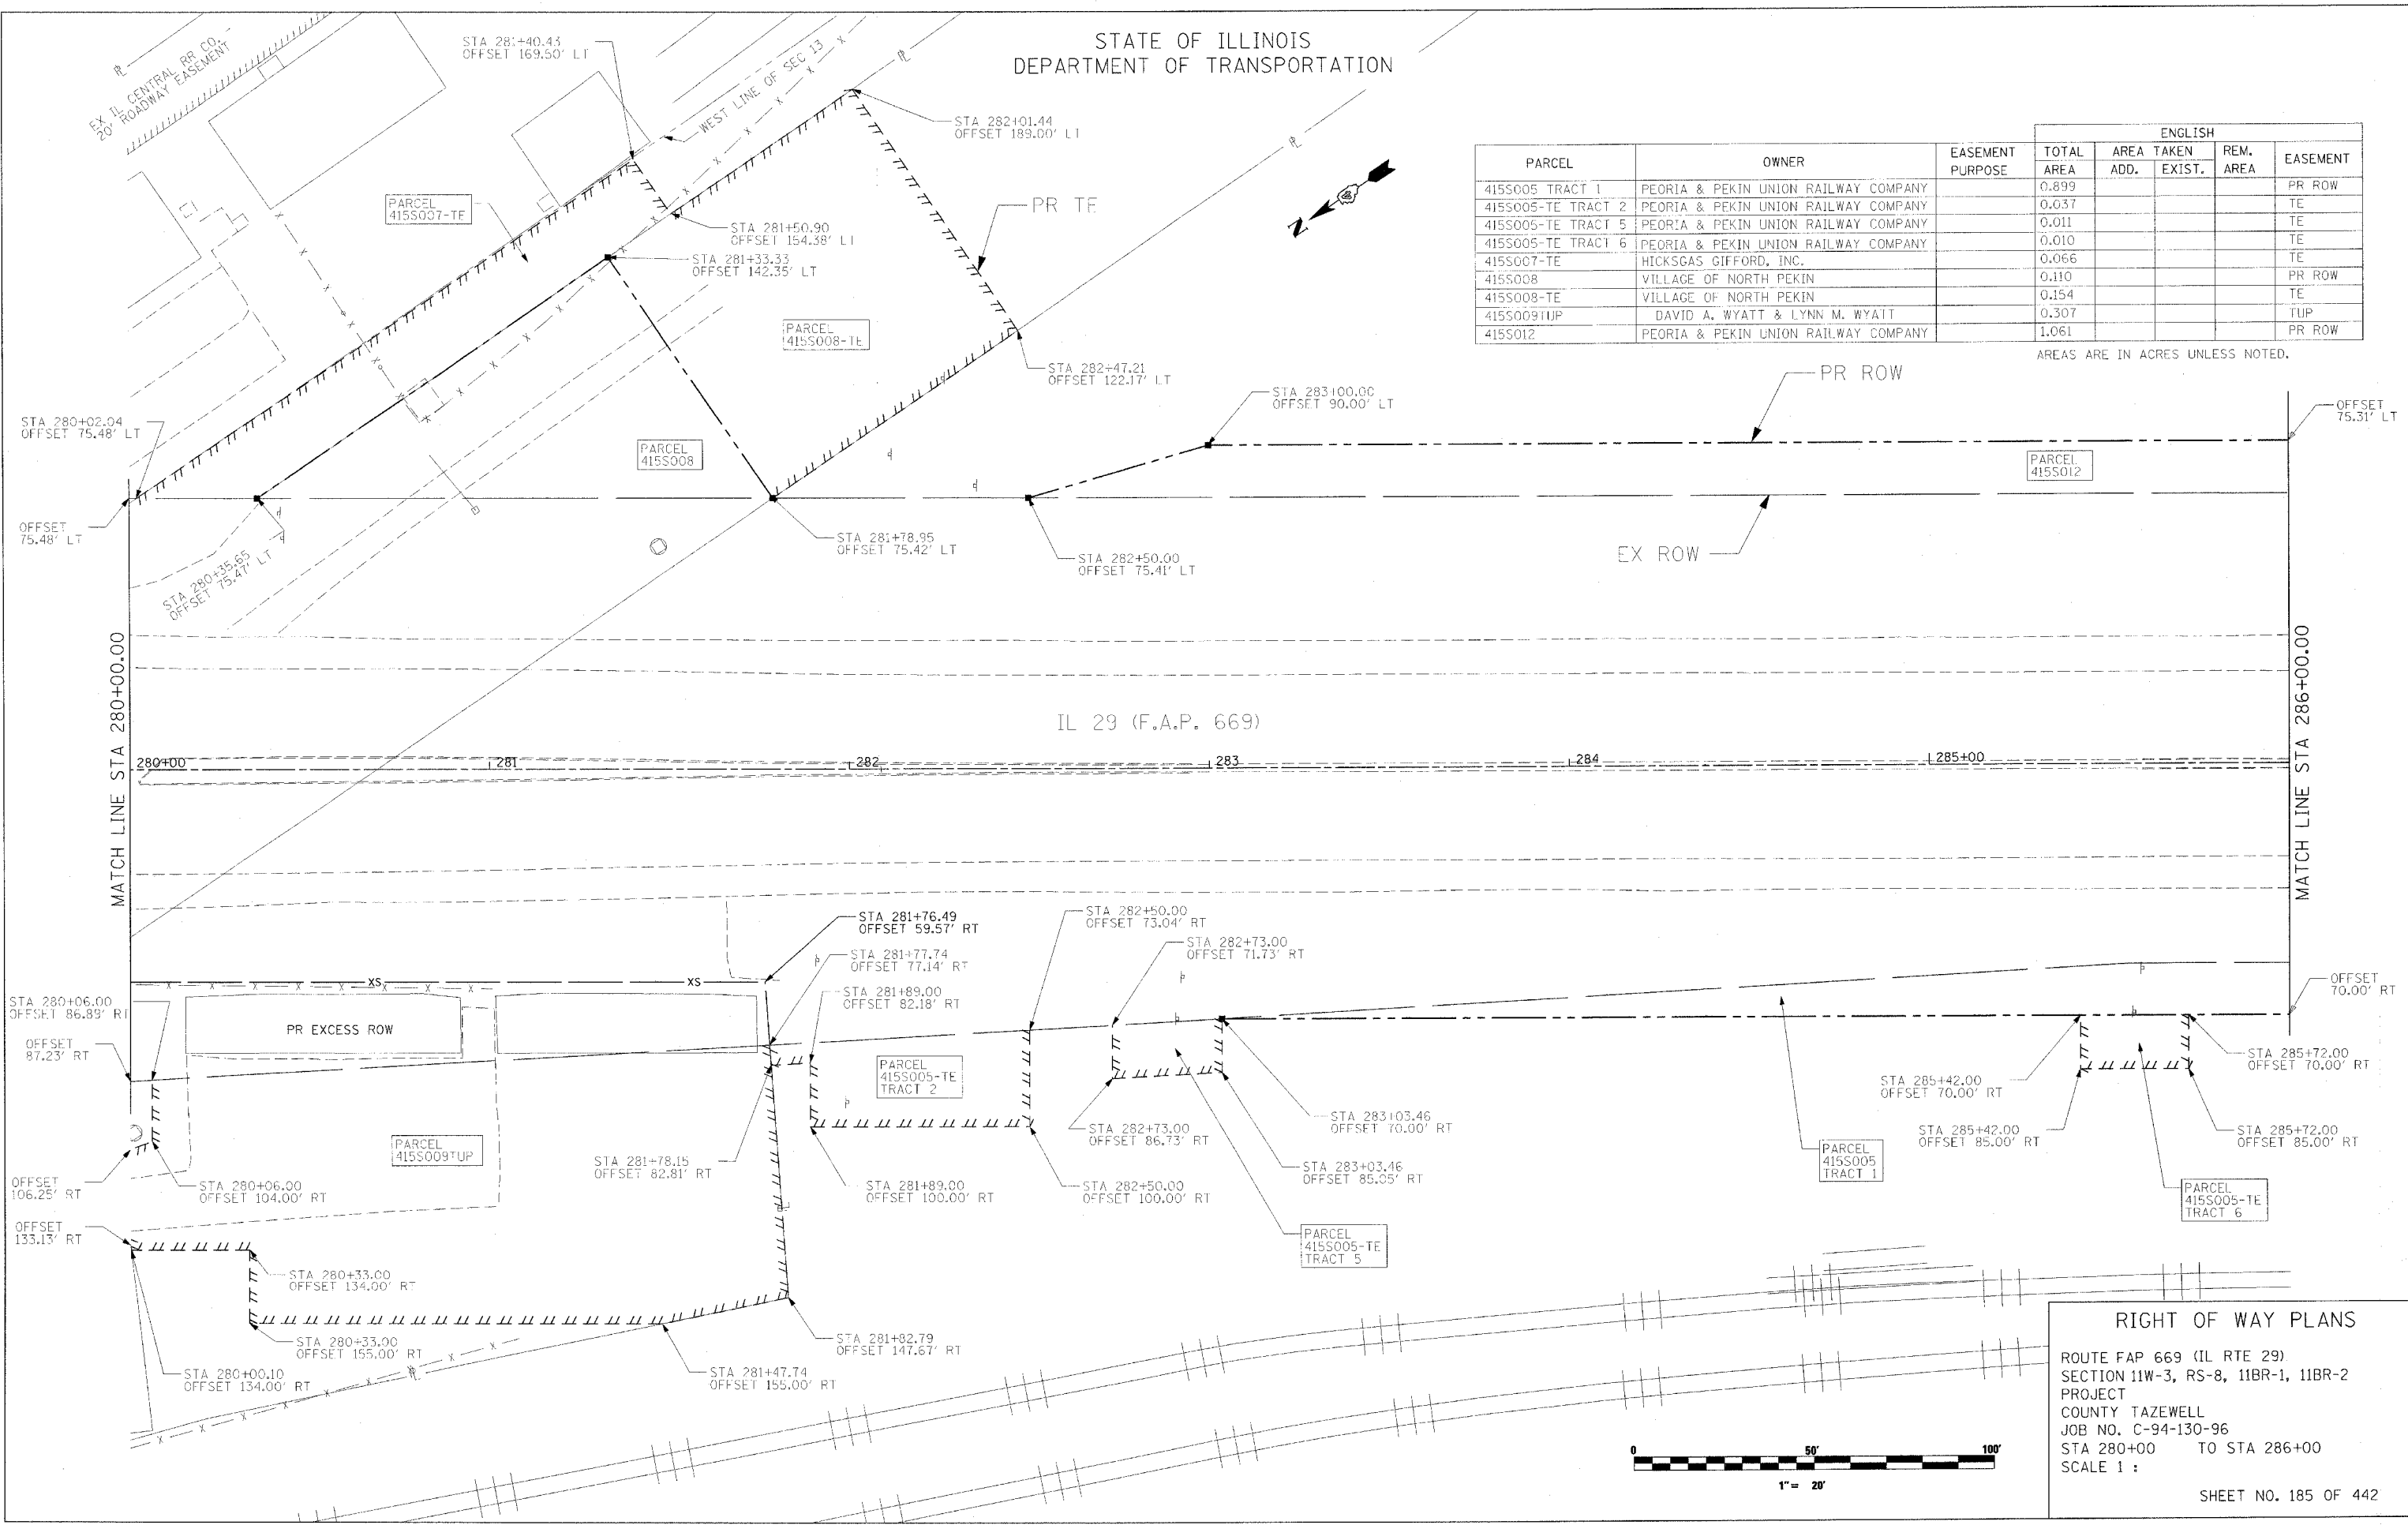 STATE OF ILLINOIS
DEPARTMENT OF TRANSPORTATION
EX IL CENTRAL RR CO.
20' ROADWAY EASEMENT
STA 281+40.43
OFFSET 169.50' LT
WEST LINE OF SEC 13
STA 282+01.44
OFFSET 189.00' LT
PARCEL
415S007-TE
STA 281+50.90
OFFSET 154.38' LT
STA 281+33.33
OFFSET 142.35' LT
PR TE
N
PARCEL
415S008-TE
STA 282+47.21
OFFSET 122.17' LT
ENGLISH
PARCEL OWNER EASEMENT PURPOSE TOTAL AREA AREA TAKEN ADD. EXIST. REM. AREA EASEMENT
415S005 TRACT 1 PEORIA & PEKIN UNION RAILWAY COMPANY 0.899 PR ROW
415S005-TE TRACT 2 PEORIA & PEKIN UNION RAILWAY COMPANY 0.037 TE
415S005-TE TRACT 5 PEORIA & PEKIN UNION RAILWAY COMPANY 0.011 TE
415S005-TE TRACT 6 PEORIA & PEKIN UNION RAILWAY COMPANY 0.010 TE
415S007-TE HICKSGAS GIFFORD, INC. 0.066 TE
415S008 VILLAGE OF NORTH PEKIN 0.110 PR ROW
415S008-TE VILLAGE OF NORTH PEKIN 0.154 TE
415S009TUP DAVID A. WYATT & LYNN M. WYATT 0.307 TUP
415S012 PEORIA & PEKIN UNION RAILWAY COMPANY 1.061 PR ROW
AREAS ARE IN ACRES UNLESS NOTED.
STA 280+02.04
OFFSET 75.48' LT
PARCEL
415S008
STA 283+00.00
OFFSET 90.00' LT
PR ROW
OFFSET
75.31' LT
PARCEL
415S012
OFFSET
75.48' LT
STA 280+35.65
OFFSET 75.47' LT
STA 281+78.95
OFFSET 75.42' LT
STA 282+50.00
OFFSET 75.41' LT
EX ROW
MATCH LINE STA 280+00.00
MATCH LINE STA 286+00.00
IL 29 (F.A.P. 669)
280+00 281 282 283 284 285+00
STA 281+76.49
OFFSET 59.57' RT
STA 281+77.74
OFFSET 77.14' RT
STA 281+89.00
OFFSET 82.18' RT
STA 282+50.00
OFFSET 73.04' RT
STA 282+73.00
OFFSET 71.73' RT
XS XS
STA 280+06.00
OFFSET 86.89' RT
PR EXCESS ROW
OFFSET
87.23' RT
OFFSET
70.00' RT
PARCEL
415S005-TE
TRACT 2
STA 285+72.00
OFFSET 70.00' RT
STA 285+42.00
OFFSET 70.00' RT
PARCEL
415S009TUP
STA 281+78.15
OFFSET 82.81' RT
STA 282+73.00
OFFSET 86.73' RT
STA 283+03.46
OFFSET 70.00' RT
STA 285+42.00
OFFSET 85.00' RT
STA 285+72.00
OFFSET 85.00' RT
OFFSET
106.25' RT
STA 280+06.00
OFFSET 104.00' RT
STA 281+89.00
OFFSET 100.00' RT
STA 282+50.00
OFFSET 100.00' RT
STA 283+03.46
OFFSET 85.05' RT
PARCEL
415S005
TRACT 1
PARCEL
415S005-TE
TRACT 6
OFFSET
133.13' RT
PARCEL
415S005-TE
TRACT 5
STA 280+33.00
OFFSET 134.00' RT
STA 280+33.00
OFFSET 155.00' RT
STA 280+00.10
OFFSET 134.00' RT
STA 281+82.79
OFFSET 147.67' RT
STA 281+47.74
OFFSET 155.00' RT
0 50' 100'
1"= 20'
RIGHT OF WAY PLANS
ROUTE FAP 669 (IL RTE 29)
SECTION 11W-3, RS-8, 11BR-1, 11BR-2
PROJECT
COUNTY TAZEWELL
JOB NO. C-94-130-96
STA 280+00 TO STA 286+00
SCALE 1 :
SHEET NO. 185 OF 442